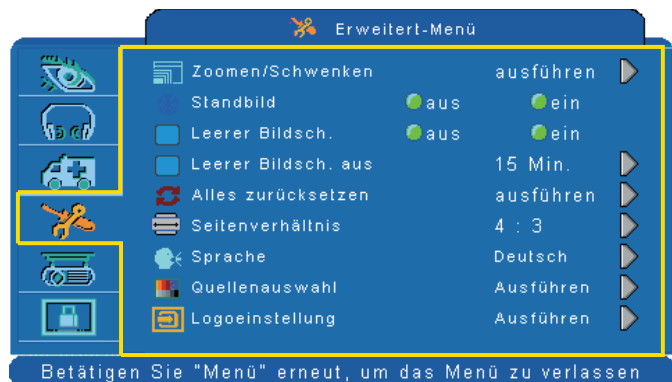 Erweitert-Menü
Zoomen/Schwenken ausführen
Standbild aus ein
Leerer Bildsch. aus ein
Leerer Bildsch. aus 15 Min.
Alles zurücksetzen ausführen
Seitenverhältnis 4 : 3
Sprache Deutsch
Quellenauswahl Ausführen
Logoeinstellung Ausführen
Betätigen Sie "Menü" erneut, um das Menü zu verlassen